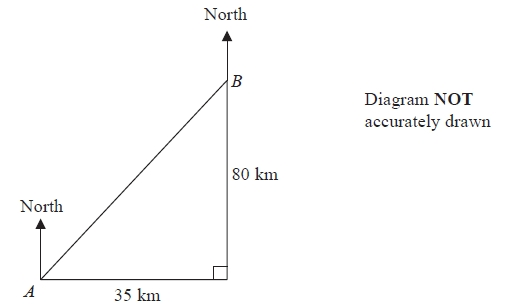 North
B
Diagram NOT
accurately drawn
80 km
North
A
35 km